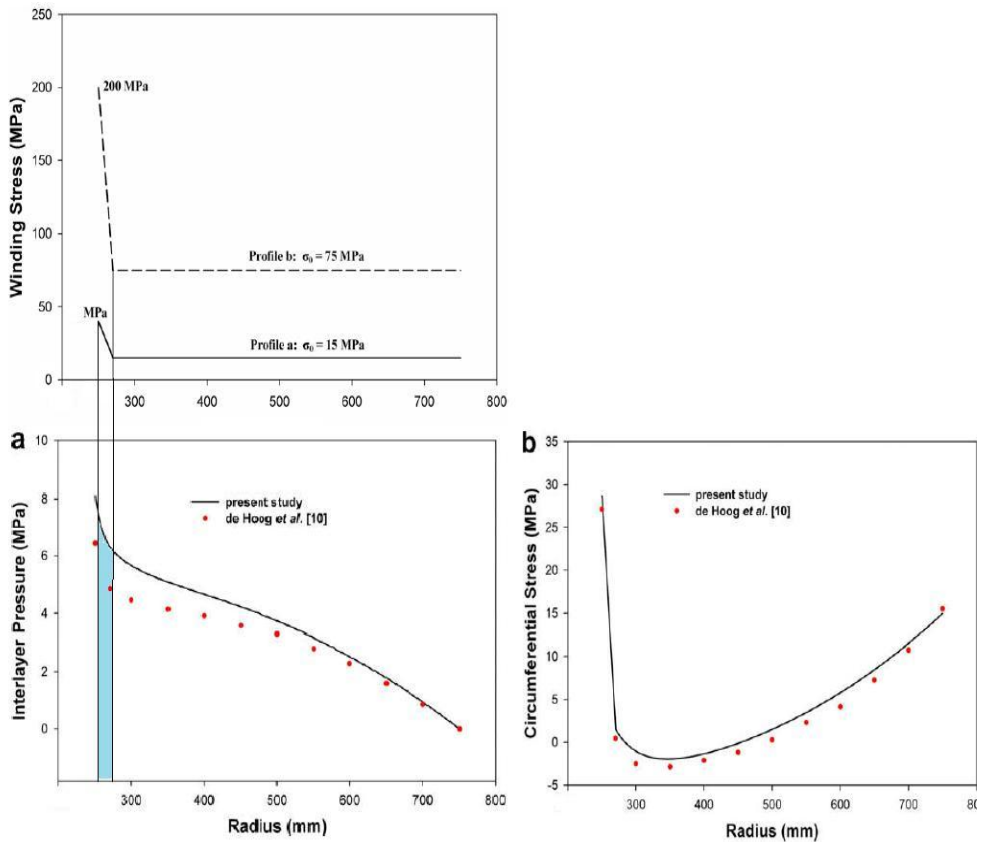 250
200
150
100
50
0
Winding Stress (MPa)
200 MPa
Profile b: σ₀ = 75 MPa
MPa
Profile a: σ₀ = 15 MPa
300 400 500 600 700 800
a
10
8
6
4
2
0
Interlayer Pressure (MPa)
present study
de Hoog et al. [10]
300 400 500 600 700 800
Radius (mm)
b
35
30
25
20
15
10
5
0
-5
Circumferential Stress (MPa)
present study
de Hoog et al. [10]
300 400 500 600 700 80
Radius (mm)